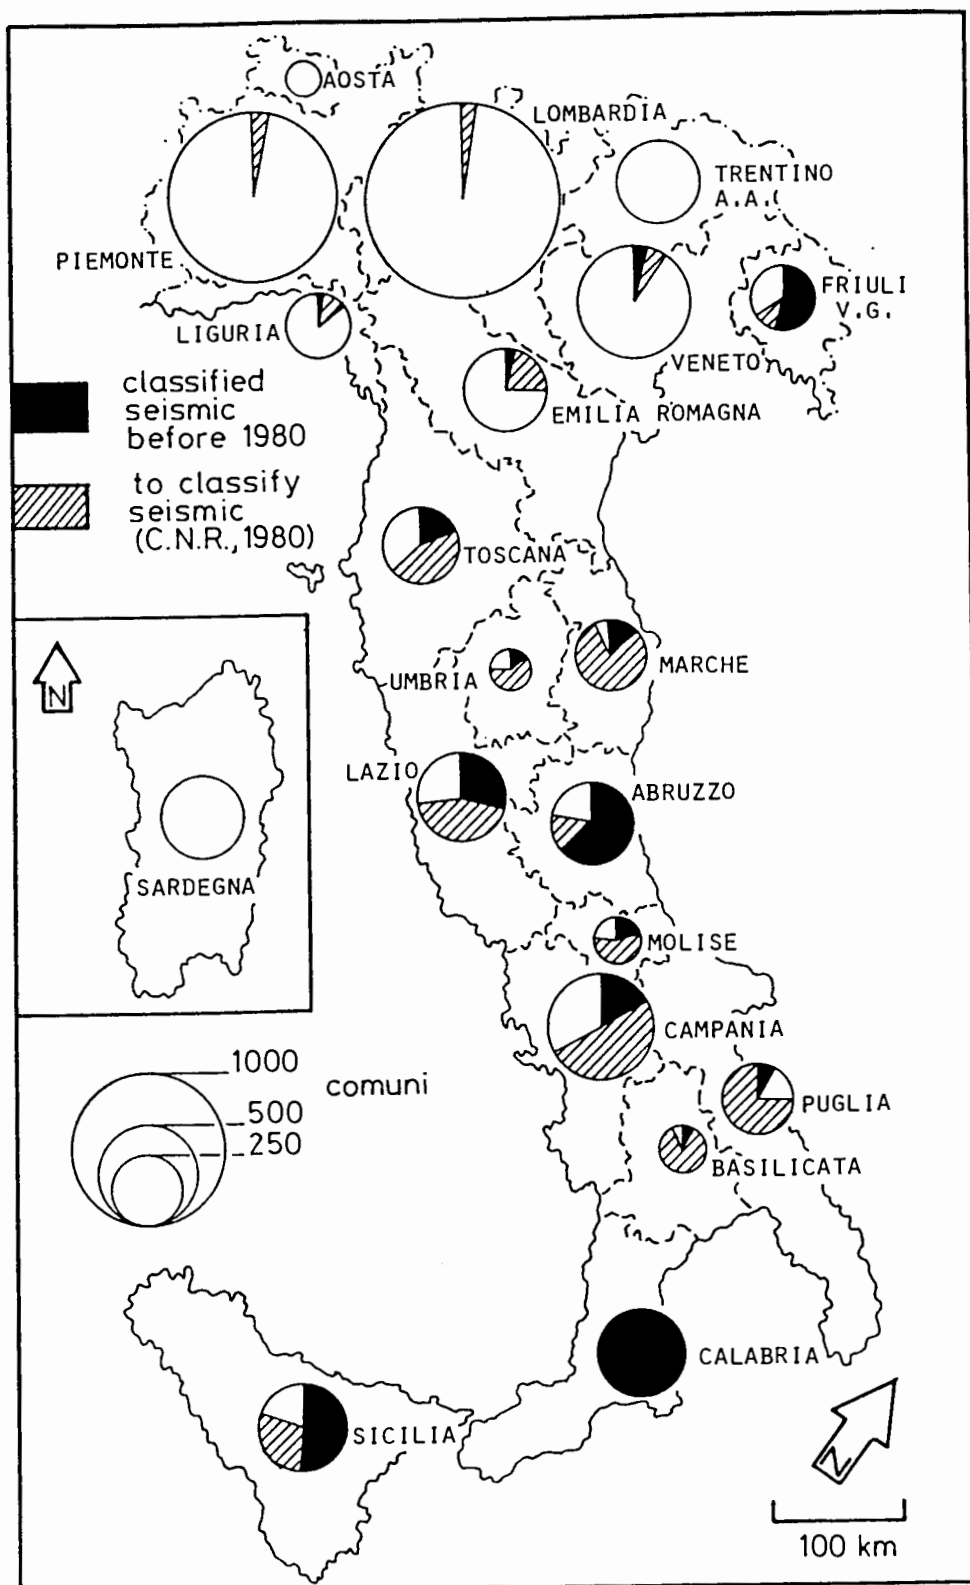 AOSTA
LOMBARDIA
TRENTINO
A.A.
PIEMONTE
FRIULI
V.G.
LIGURIA
VENETO
EMILIA ROMAGNA
classified
seismic
before 1980
to classify
seismic
(C.N.R., 1980)
TOSCANA
MARCHE
UMBRIA
N
LAZIO
ABRUZZO
SARDEGNA
MOLISE
CAMPANIA
1000
comuni
500
250
PUGLIA
BASILICATA
CALABRIA
SICILIA
N
100 km